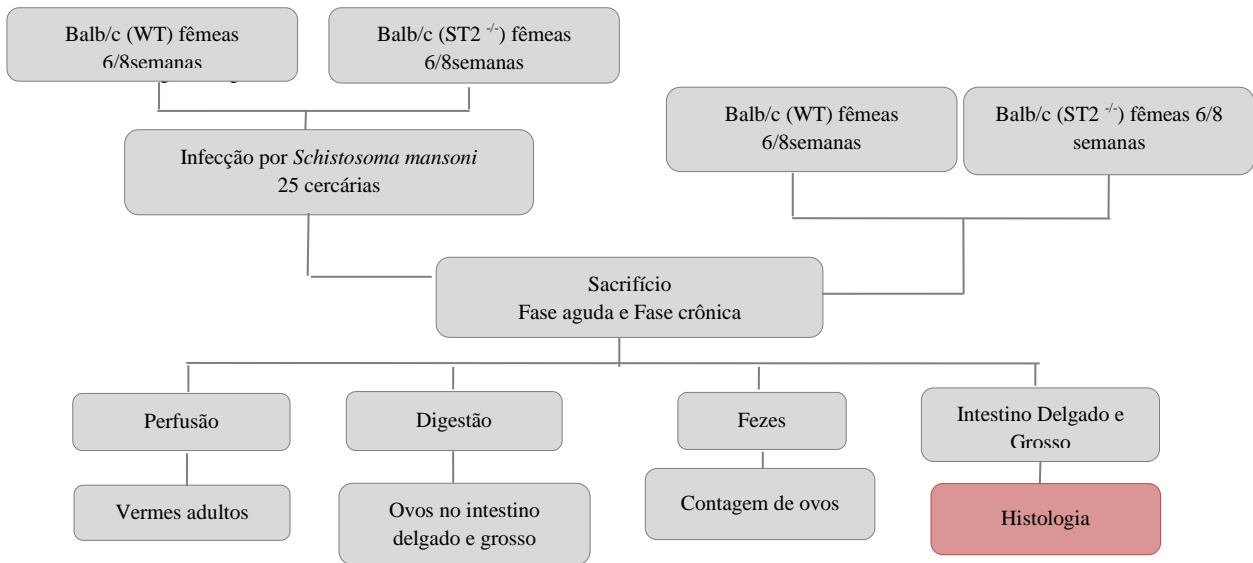 Balb/c (WT) fêmeas
6/8semanas
Balb/c (ST2 -/-) fêmeas
6/8semanas
Balb/c (WT) fêmeas
6/8semanas
Balb/c (ST2 -/-) fêmeas 6/8
semanas
Infecção por Schistosoma mansoni
25 cercárias
Sacrifício
Fase aguda e Fase crônica
Perfusão
Digestão
Fezes
Intestino Delgado e
Grosso
Vermes adultos
Ovos no intestino
delgado e grosso
Contagem de ovos
Histologia